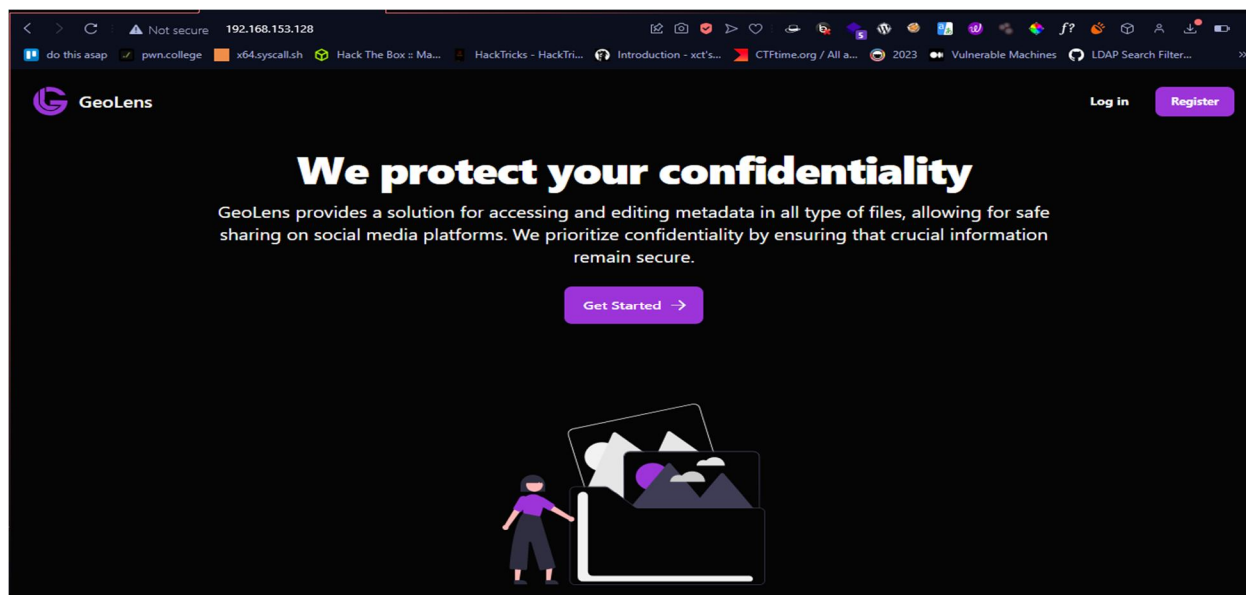 Not secure 192.168.153.128
5
do this asap pwn.college x64.syscall.sh Hack The Box :: Ma... HackTricks - HackTri... Introduction - xct's... CTFtime.org / All a... 2023 Vulnerable Machines LDAP Search Filter... »
GeoLens Log in Register
We protect your confidentiality
GeoLens provides a solution for accessing and editing metadata in all type of files, allowing for safe
sharing on social media platforms. We prioritize confidentiality by ensuring that crucial information
remain secure.
Get Started →